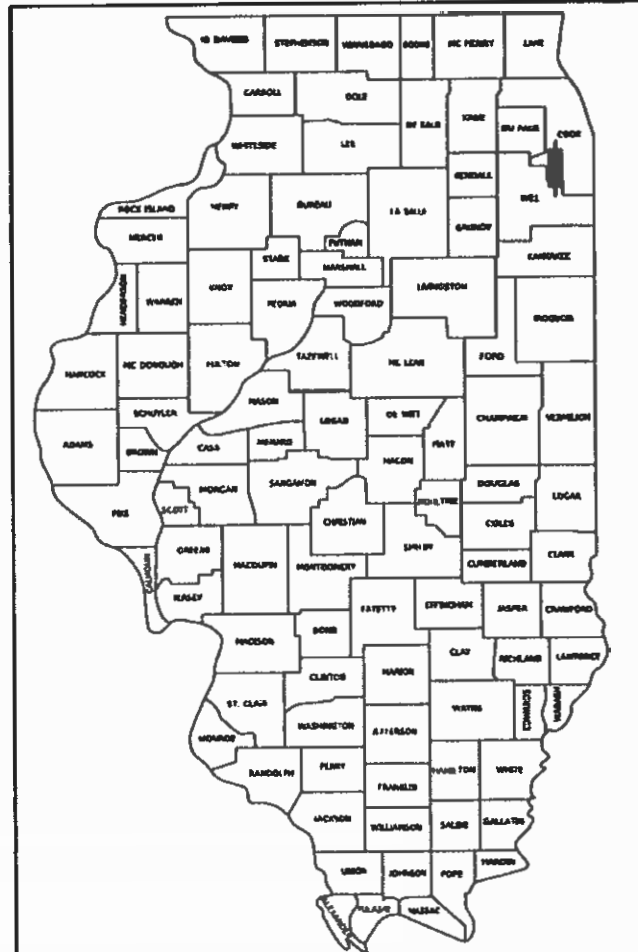 JO DAVIESS STEPHENSON WINNEBAGO BOONE MC HENRY LAKE
CARROLL OGLE DE KALB KANE DU PAGE COOK
WHITESIDE LEE
KENDALL WILL
ROCK ISLAND HENRY BUREAU LA SALLE GRUNDY
MERCER PUTNAM
STARK MARSHALL KANKAKEE
HENDERSON WARREN KNOX PEORIA WOODFORD LIVINGSTON IROQUOIS
HANCOCK MC DONOUGH FULTON TAZEWELL MC LEAN FORD
SCHUYLER MASON LOGAN DE WITT CHAMPAIGN VERMILION
ADAMS BROWN CASS MENARD PIATT
MACON
PIKE SCOTT MORGAN SANGAMON MOULTRIE DOUGLAS
CHRISTIAN COLES
GREENE MACOUPIN MONTGOMERY SHELBY CUMBERLAND CLARK
CALHOUN JERSEY
FAYETTE EFFINGHAM JASPER CRAWFORD
MADISON BOND
CLAY RICHLAND LAWRENCE
CLINTON MARION
ST. CLAIR WAYNE EDWARDS WABASH
MONROE WASHINGTON JEFFERSON
RANDOLPH PERRY HAMILTON WHITE
FRANKLIN
JACKSON WILLIAMSON SALINE GALLATIN
UNION JOHNSON POPE HARDIN
ALEXANDER PULASKI MASSAC